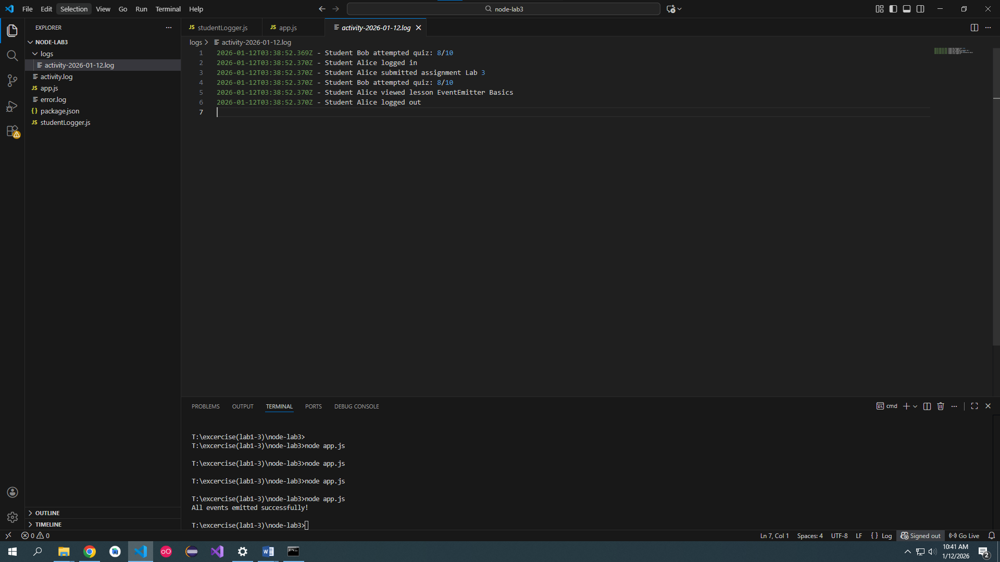 File Edit Selection View Go Run Terminal Help
node-lab3
EXPLORER
NODE-LAB3
logs
activity-2026-01-12.log
activity.log
JS app.js
error.log
{} package.json
JS studentLogger.js
OUTLINE
TIMELINE
JS studentLogger.js
JS app.js
activity-2026-01-12.log
logs > activity-2026-01-12.log
1 2026-01-12T03:38:52.369Z - Student Bob attempted quiz: 8/10
2 2026-01-12T03:38:52.370Z - Student Alice logged in
3 2026-01-12T03:38:52.370Z - Student Alice submitted assignment Lab 3
4 2026-01-12T03:38:52.370Z - Student Bob attempted quiz: 8/10
5 2026-01-12T03:38:52.370Z - Student Alice viewed lesson EventEmitter Basics
6 2026-01-12T03:38:52.370Z - Student Alice logged out
7
PROBLEMS OUTPUT TERMINAL PORTS DEBUG CONSOLE
cmd
T:\excercise(lab1-3)\node-lab3>
T:\excercise(lab1-3)\node-lab3>node app.js
T:\excercise(lab1-3)\node-lab3>node app.js
T:\excercise(lab1-3)\node-lab3>node app.js
T:\excercise(lab1-3)\node-lab3>node app.js
All events emitted successfully!
T:\excercise(lab1-3)\node-lab3>
0 0
Ln 7, Col 1 Spaces: 4 UTF-8 LF {} Log Signed out Go Live
10:41 AM
1/12/2026
2